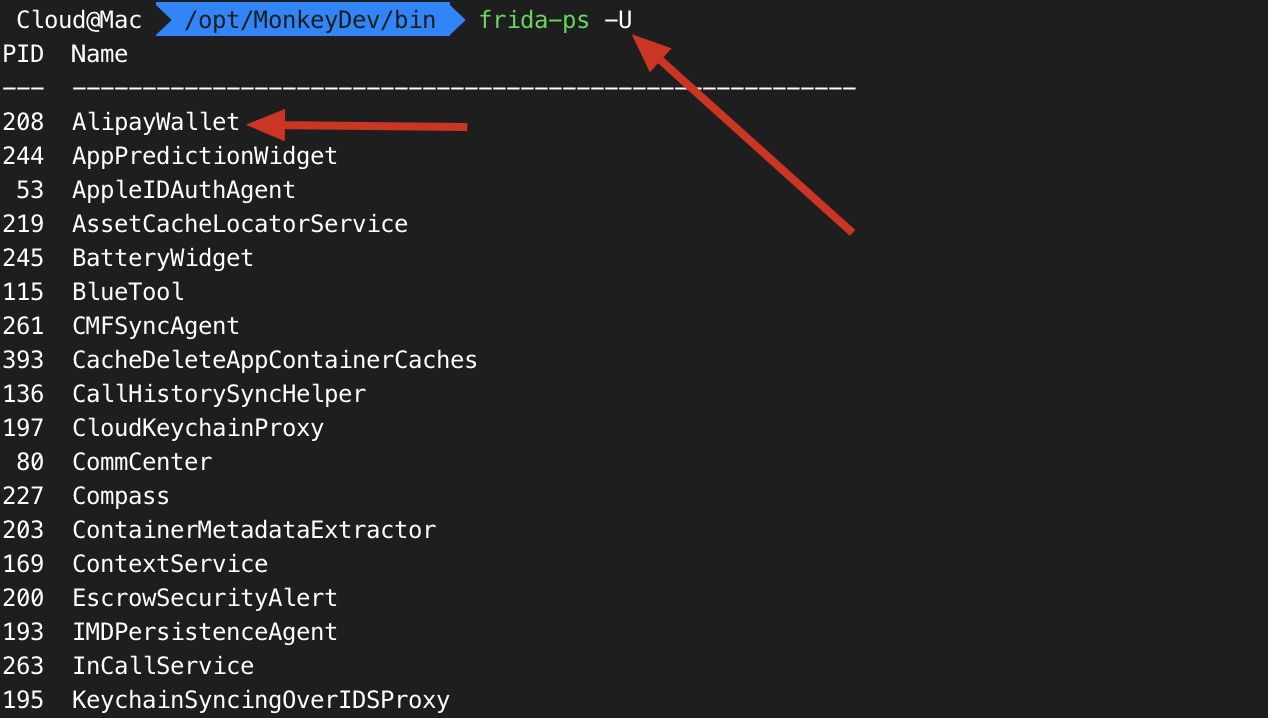 Cloud@Mac /opt/MonkeyDev/bin frida-ps -U
PID  Name
---  --------------------------------------------------------
208  AlipayWallet
244  AppPredictionWidget
 53  AppleIDAuthAgent
219  AssetCacheLocatorService
245  BatteryWidget
115  BlueTool
261  CMFSyncAgent
393  CacheDeleteAppContainerCaches
136  CallHistorySyncHelper
197  CloudKeychainProxy
 80  CommCenter
227  Compass
203  ContainerMetadataExtractor
169  ContextService
200  EscrowSecurityAlert
193  IMDPersistenceAgent
263  InCallService
195  KeychainSyncingOverIDSProxy